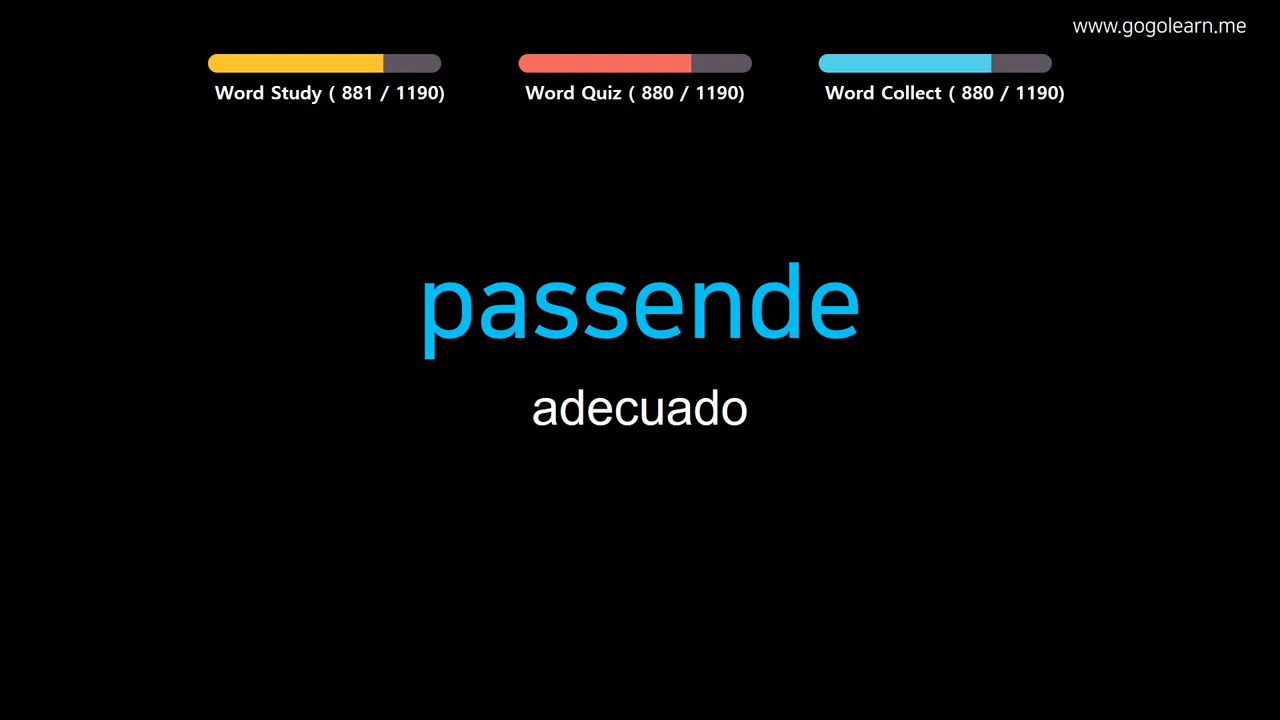 www.gogolearn.me
Word Study ( 881 / 1190)
Word Quiz ( 880 / 1190)
Word Collect ( 880 / 1190)
passende
adecuado